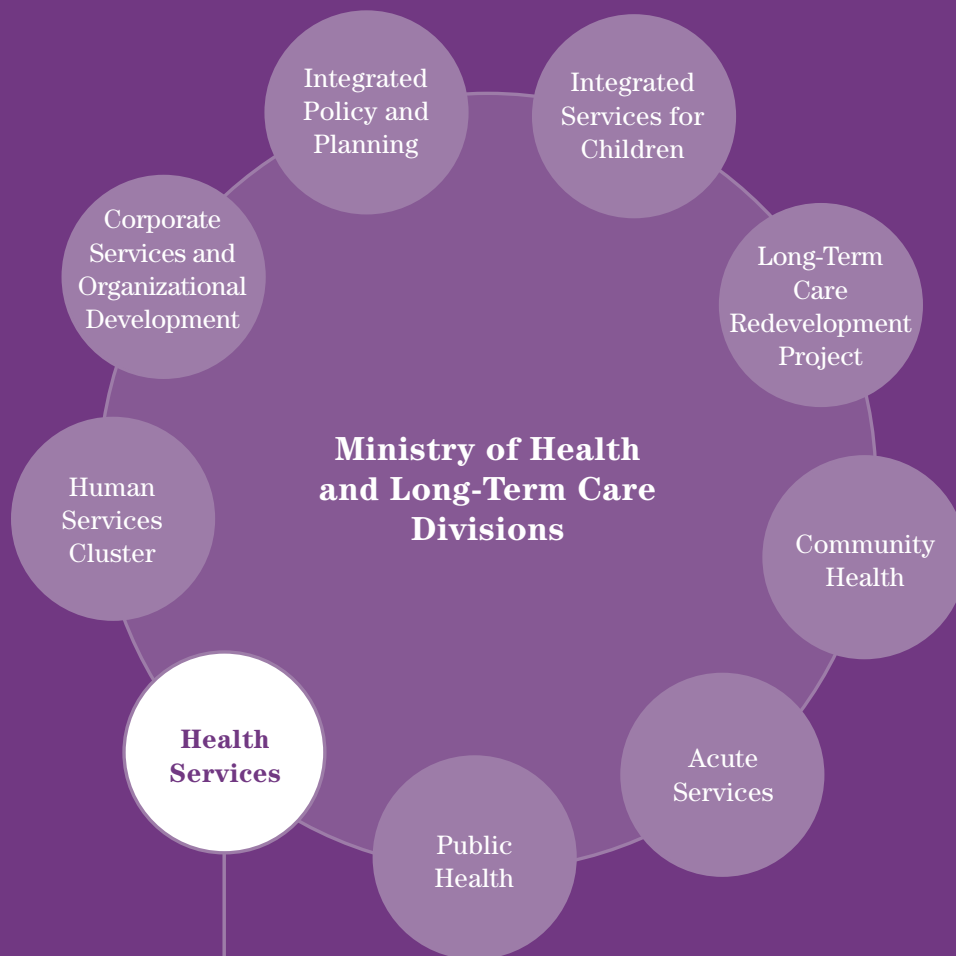 Integrated
Policy and
Planning
Integrated
Services for
Children
Corporate
Services and
Organizational
Development
Long-Term
Care
Redevelopment
Project
Ministry of Health
and Long-Term Care
Divisions
Human
Services
Cluster
Community
Health
Health
Services
Acute
Services
Public
Health